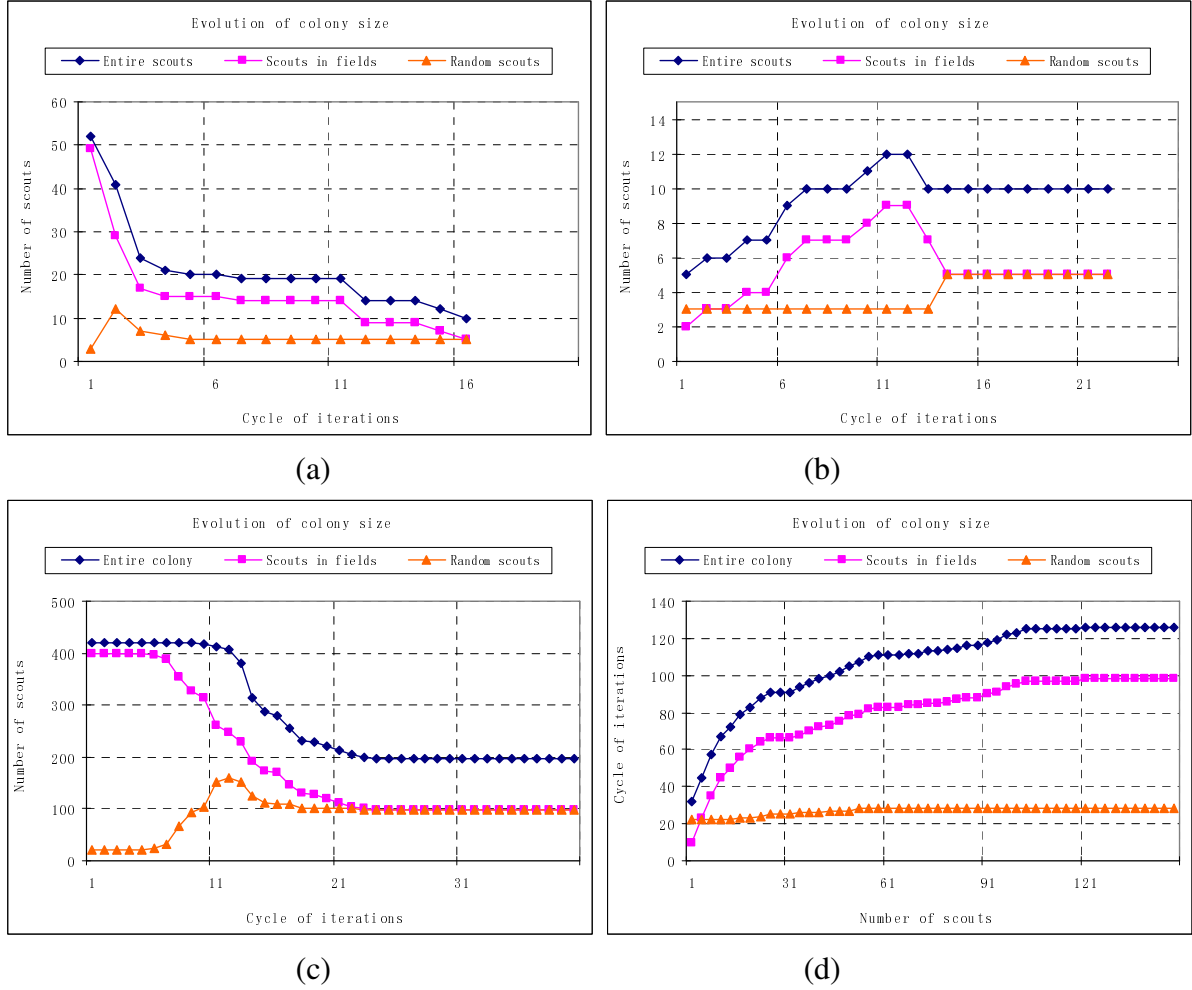 Evolution of colony size
Entire scouts Scouts in fields Random scouts
60
50
40
30
20
10
0
Number of scouts
1 6 11 16
Cycle of iterations
(a)
Evolution of colony size
Entire scouts Scouts in fields Random scouts
14
12
10
8
6
4
2
0
Number of scouts
1 6 11 16 21
Cycle of iterations
(b)
Evolution of colony size
Entire colony Scouts in fields Random scouts
500
400
300
200
100
0
Number of scouts
1 11 21 31
Cycle of iterations
(c)
Evolution of colony size
Entire colony Scouts in fields Random scouts
140
120
100
80
60
40
20
0
Cycle of iterations
1 31 61 91 121
Number of scouts
(d)